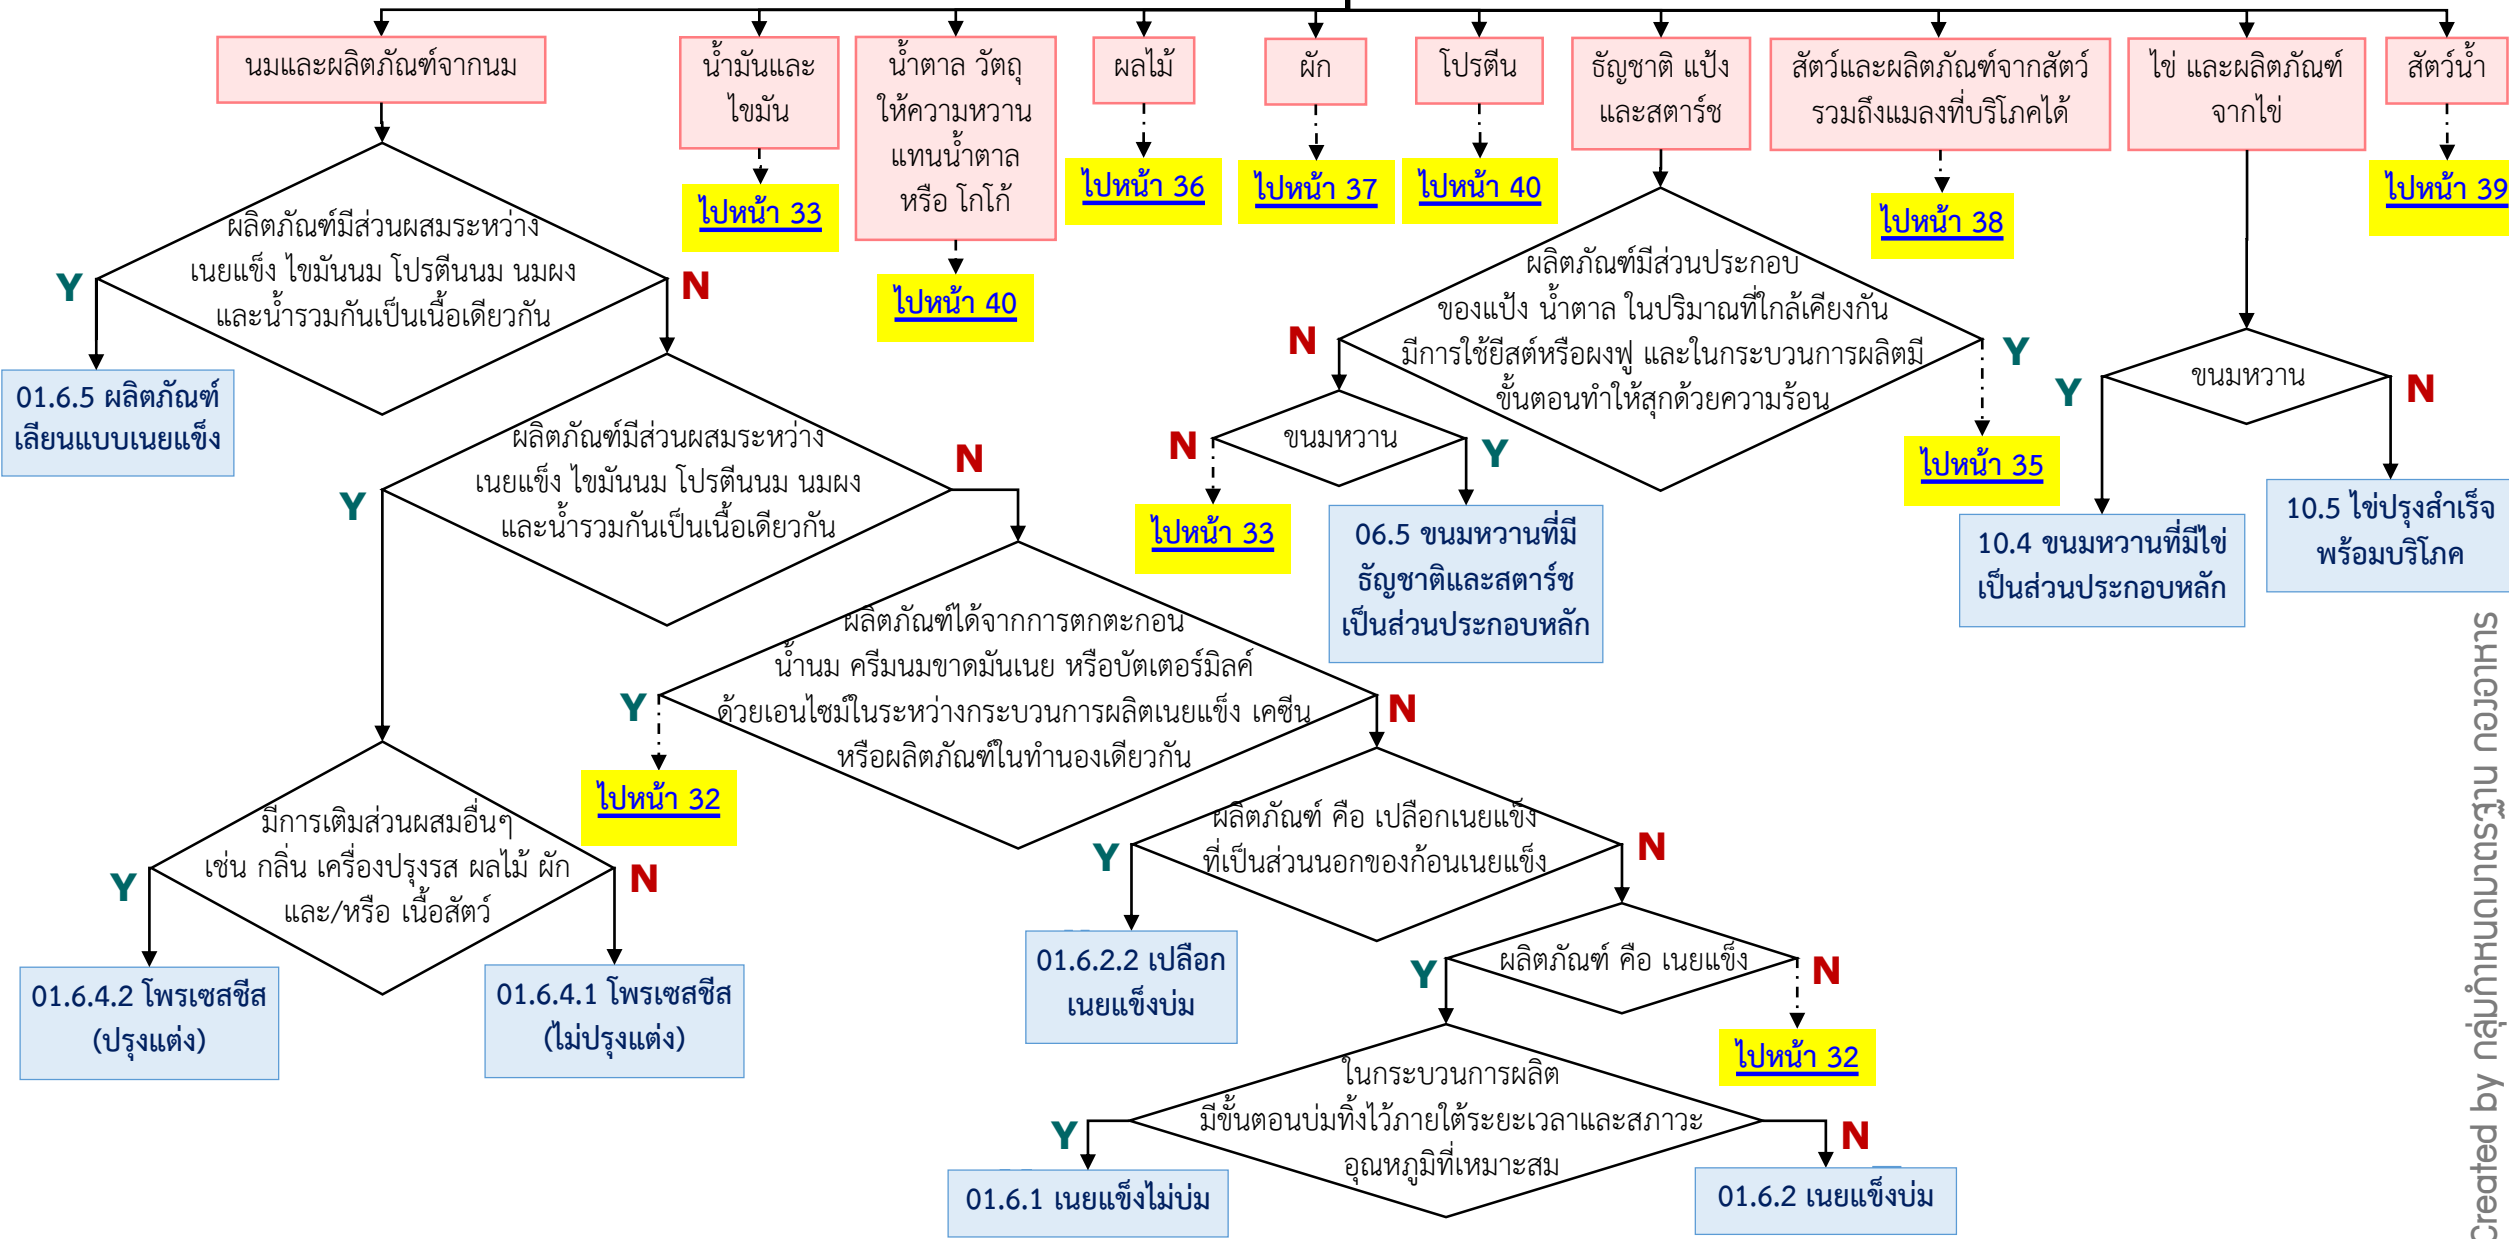 นมและผลิตภัณฑ์จากนม
น้ำมันและ
ไขมัน
น้ำตาล วัตถุ
ให้ความหวาน
แทนน้ำตาล
หรือ โกโก้
ผลไม้
ผัก
โปรตีน
ธัญชาติ แป้ง
และสตาร์ช
สัตว์และผลิตภัณฑ์จากสัตว์
รวมถึงแมลงที่บริโภคได้
ไข่ และผลิตภัณฑ์
จากไข่
สัตว์น้ำ
ไปหน้า 33
ไปหน้า 40
ไปหน้า 36
ไปหน้า 37
ไปหน้า 40
ไปหน้า 38
ไปหน้า 39
ผลิตภัณฑ์มีส่วนผสมระหว่าง
เนยแข็ง ไขมันนม โปรตีนนม นมผง
และน้ำรวมกันเป็นเนื้อเดียวกัน
Y
N
01.6.5 ผลิตภัณฑ์
เลียนแบบเนยแข็ง
ผลิตภัณฑ์มีส่วนผสมระหว่าง
เนยแข็ง ไขมันนม โปรตีนนม นมผง
และน้ำรวมกันเป็นเนื้อเดียวกัน
Y
N
ผลิตภัณฑ์มีส่วนประกอบ
ของแป้ง น้ำตาล ในปริมาณที่ใกล้เคียงกัน
มีการใช้ยีสต์หรือผงฟู และในกระบวนการผลิตมี
ขั้นตอนทำให้สุกด้วยความร้อน
N
Y
ไปหน้า 35
ขนมหวาน
N
Y
ไปหน้า 33
06.5 ขนมหวานที่มี
ธัญชาติและสตาร์ช
เป็นส่วนประกอบหลัก
ขนมหวาน
Y
N
10.4 ขนมหวานที่มีไข่
เป็นส่วนประกอบหลัก
10.5 ไข่ปรุงสำเร็จ
พร้อมบริโภค
ผลิตภัณฑ์ได้จากการตกตะกอน
น้ำนม ครีมนมขาดมันเนย หรือบัตเตอร์มิลค์
ด้วยเอนไซม์ในระหว่างกระบวนการผลิตเนยแข็ง เคซีน
หรือผลิตภัณฑ์ในทำนองเดียวกัน
Y
N
ไปหน้า 32
มีการเติมส่วนผสมอื่นๆ
เช่น กลิ่น เครื่องปรุงรส ผลไม้ ผัก
และ/หรือ เนื้อสัตว์
Y
N
01.6.4.2 โพรเซสชีส
(ปรุงแต่ง)
01.6.4.1 โพรเซสชีส
(ไม่ปรุงแต่ง)
ผลิตภัณฑ์ คือ เปลือกเนยแข็ง
ที่เป็นส่วนนอกของก้อนเนยแข็ง
Y
N
01.6.2.2 เปลือก
เนยแข็งบ่ม
ผลิตภัณฑ์ คือ เนยแข็ง
Y
N
ไปหน้า 32
ในกระบวนการผลิต
มีขั้นตอนบ่มทิ้งไว้ภายใต้ระยะเวลาและสภาวะ
อุณหภูมิที่เหมาะสม
Y
N
01.6.1 เนยแข็งไม่บ่ม
01.6.2 เนยแข็งบ่ม
Created by กลุ่มกำหนดมาตรฐาน กองอาหาร